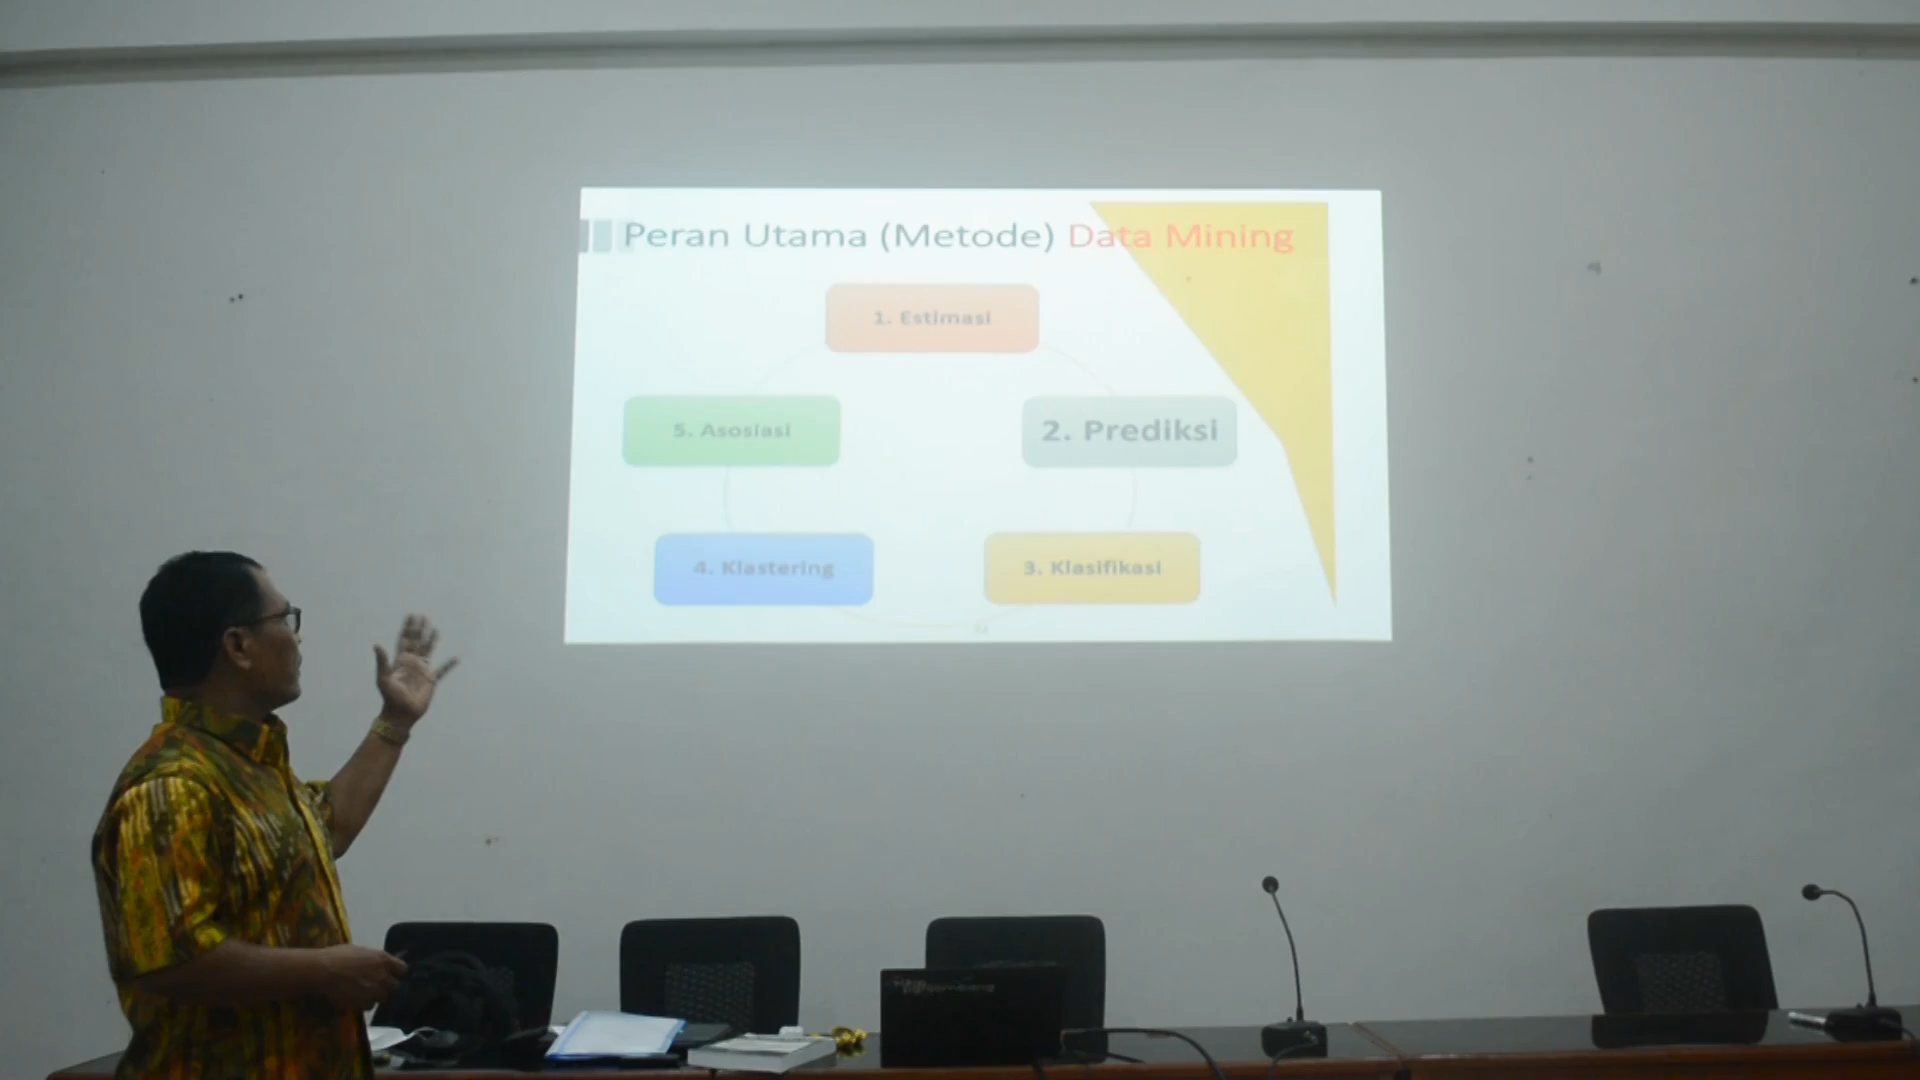 Peran Utama (Metode) Data Mining
1. Estimasi
2. Prediksi
3. Klasifikasi
4. Klastering
5. Asosiasi